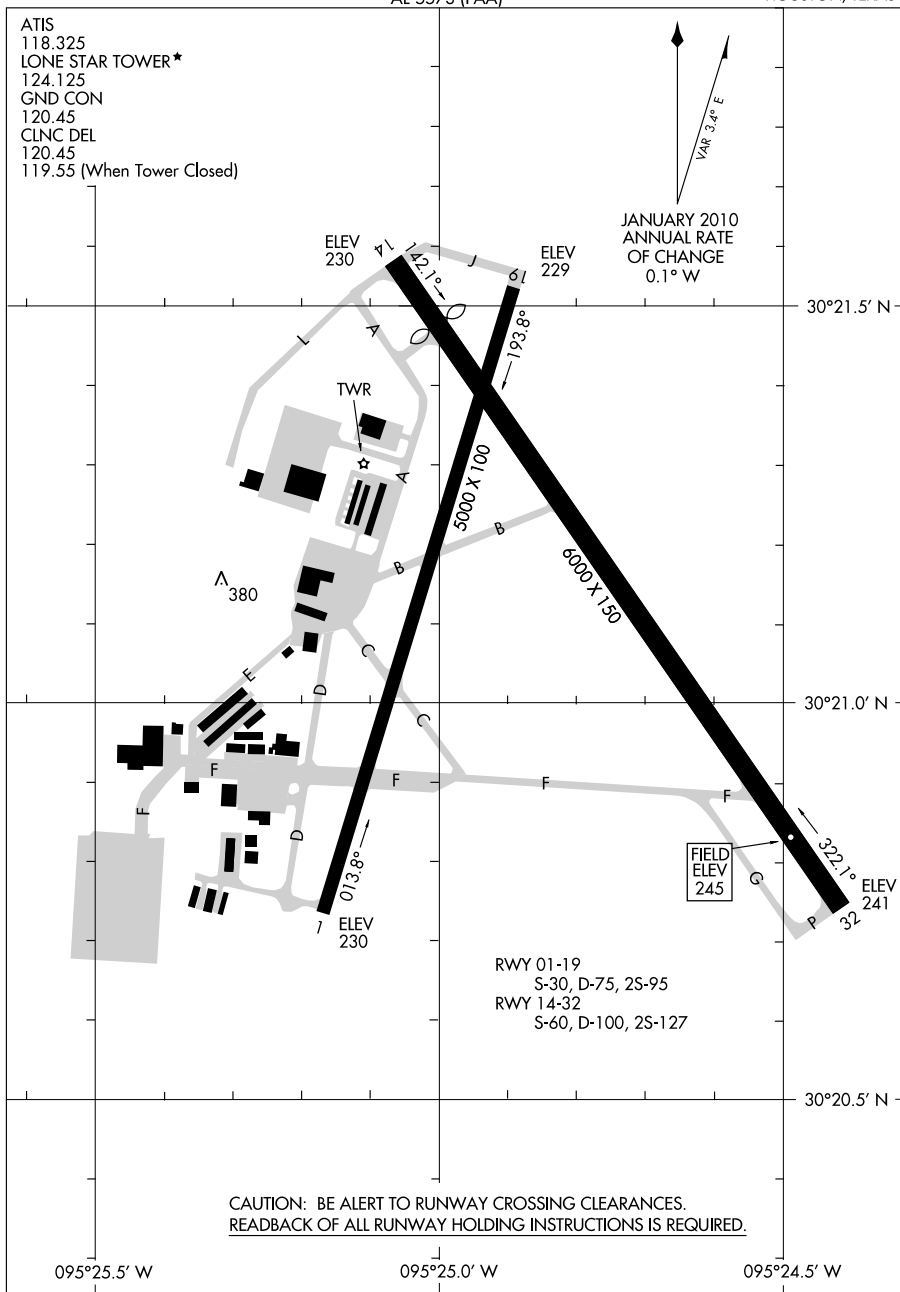 ATIS
118.325
LONE STAR TOWER★
124.125
GND CON
120.45
CLNC DEL
120.45
119.55 (When Tower Closed)
VAR 3.4° E
JANUARY 2010
ANNUAL RATE
OF CHANGE
0.1° W
ELEV
230
14
142.1°
J
19
ELEV
229
193.8°
30°21.5' N
L
A
TWR
A
5000 X 100
B
B
6000 X 150
380
C
C
E
D
30°21.0' N
F
F
F
F
F
D
G
P
013.8°
1
ELEV
230
FIELD
ELEV
245
322.1°
ELEV
241
32
RWY 01-19
S-30, D-75, 2S-95
RWY 14-32
S-60, D-100, 2S-127
30°20.5' N
CAUTION: BE ALERT TO RUNWAY CROSSING CLEARANCES.
READBACK OF ALL RUNWAY HOLDING INSTRUCTIONS IS REQUIRED.
095°25.5' W
095°25.0' W
095°24.5' W